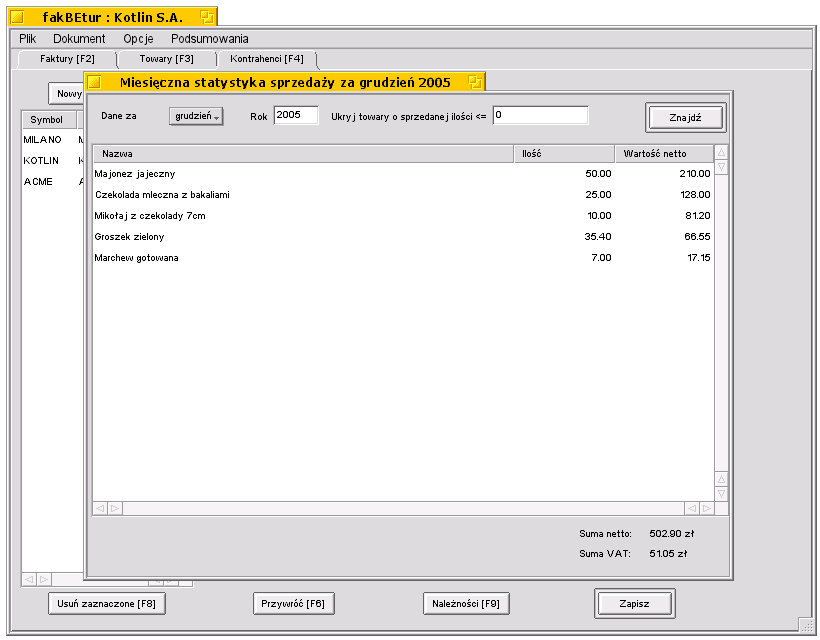 fakBEtur : Kotlin S.A.
Plik Dokument Opcje Podsumowania
Faktury [F2] Towary [F3] Kontrahenci [F4]
Nowy
Symbol
MILANO
KOTLIN
ACME
Miesięczna statystyka sprzedaży za grudzień 2005
Dane za grudzień Rok 2005 Ukryj towary o sprzedanej ilości <= 0 Znajdź
Nazwa Ilość Wartość netto
Majonez jajeczny 50.00 210.00
Czekolada mleczna z bakaliami 25.00 128.00
Mikołaj z czekolady 7cm 10.00 81.20
Groszek zielony 35.40 66.55
Marchew gotowana 7.00 17.15
Suma netto: 502.90 zł
Suma VAT: 51.05 zł
Usuń zaznaczone [F8] Przywróć [F6] Należności [F9] Zapisz